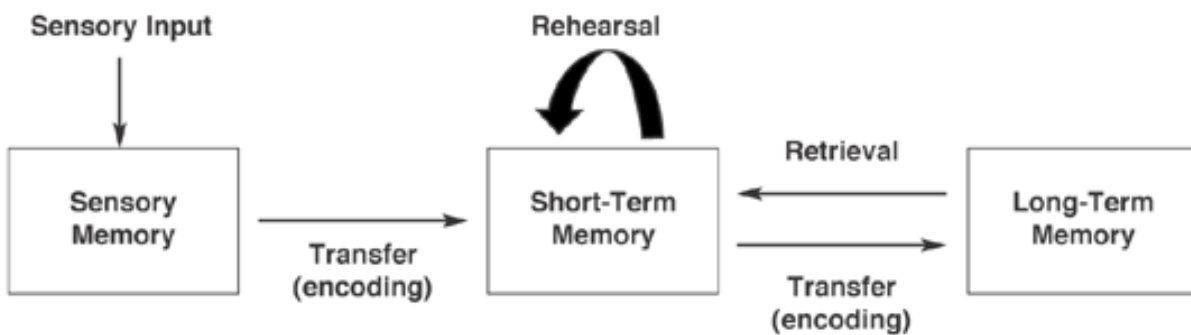 Sensory Input
Rehearsal
Sensory
Memory
Transfer
(encoding)
Short-Term
Memory
Retrieval
Transfer
(encoding)
Long-Term
Memory